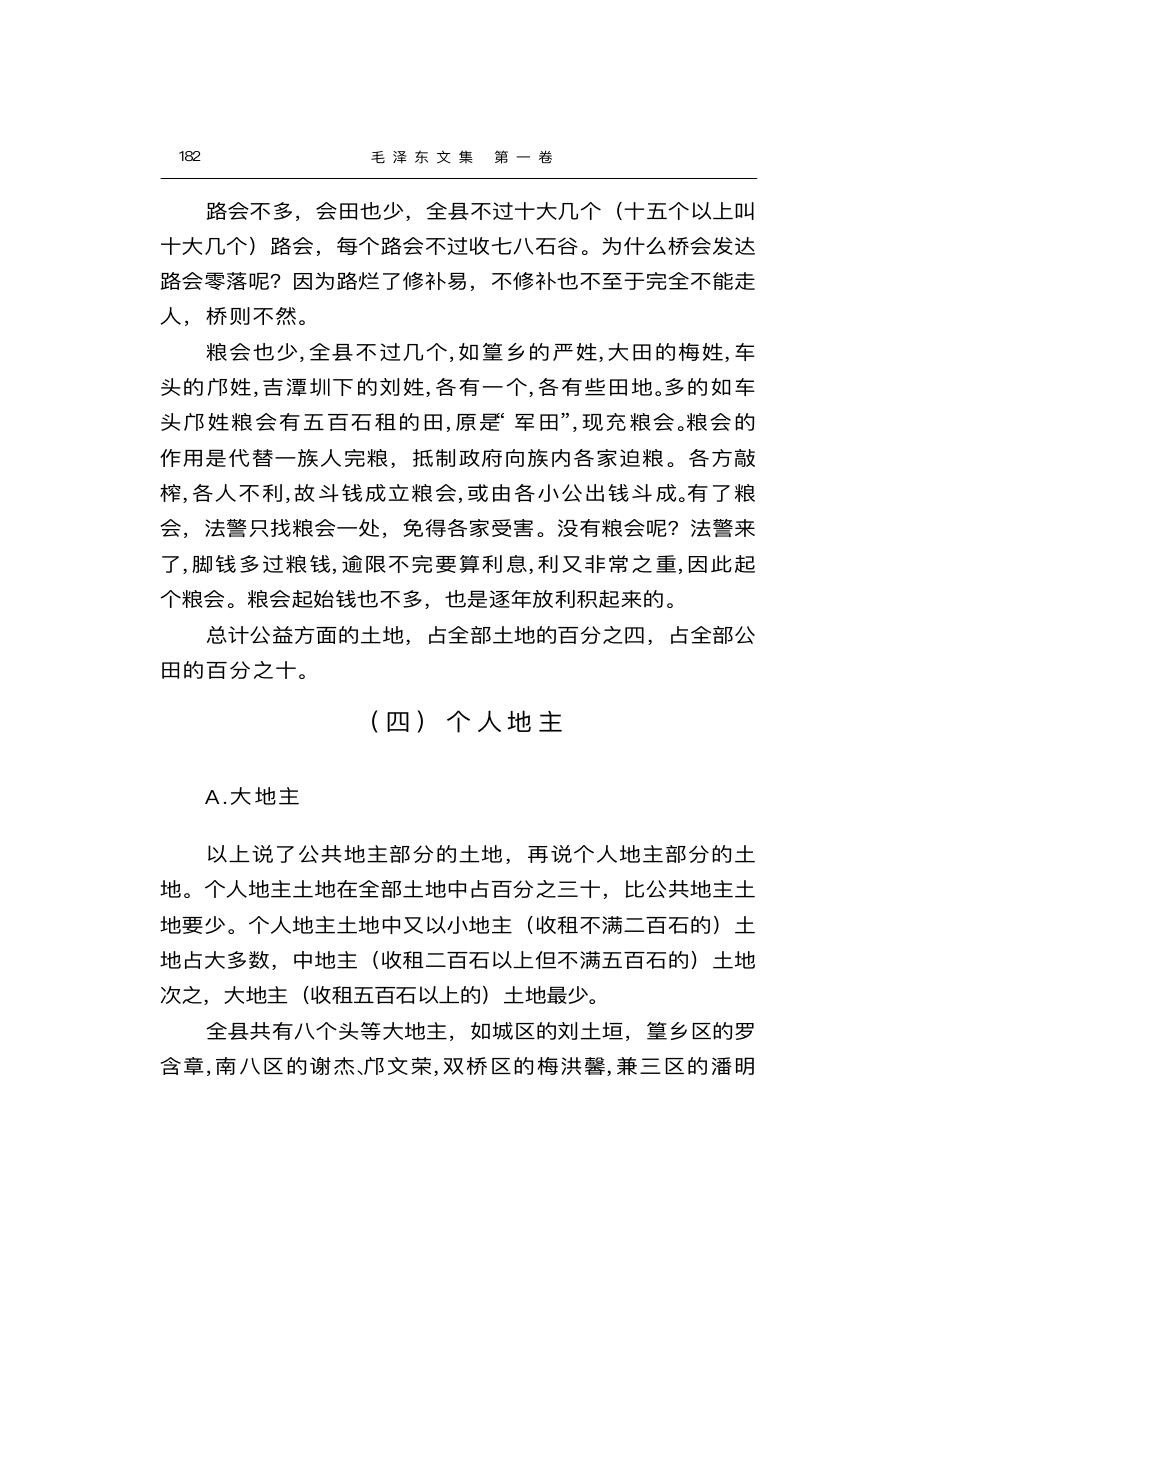 182 毛泽东文集 第一卷
路会不多，会田也少，全县不过十大几个（十五个以上叫
十大几个）路会，每个路会不过收七八石谷。为什么桥会发达
路会零落呢？因为路烂了修补易，不修补也不至于完全不能走
人，桥则不然。
粮会也少，全县不过几个，如篁乡的严姓，大田的梅姓，车
头的邝姓，吉潭圳下的刘姓，各有一个，各有些田地。多的如车
头邝姓粮会有五百石租的田，原是“军田”，现充粮会。粮会的
作用是代替一族人完粮，抵制政府向族内各家迫粮。各方敲
榨，各人不利，故斗钱成立粮会，或由各小公出钱斗成。有了粮
会，法警只找粮会一处，免得各家受害。没有粮会呢？法警来
了，脚钱多过粮钱，逾限不完要算利息，利又非常之重，因此起
个粮会。粮会起始钱也不多，也是逐年放利积起来的。
总计公益方面的土地，占全部土地的百分之四，占全部公
田的百分之十。
（四）个人地主
A.大地主
以上说了公共地主部分的土地，再说个人地主部分的土
地。个人地主土地在全部土地中占百分之三十，比公共地主土
地要少。个人地主土地中又以小地主（收租不满二百石的）土
地占大多数，中地主（收租二百石以上但不满五百石的）土地
次之，大地主（收租五百石以上的）土地最少。
全县共有八个头等大地主，如城区的刘土垣，篁乡区的罗
含章，南八区的谢杰、邝文荣，双桥区的梅洪馨，兼三区的潘明